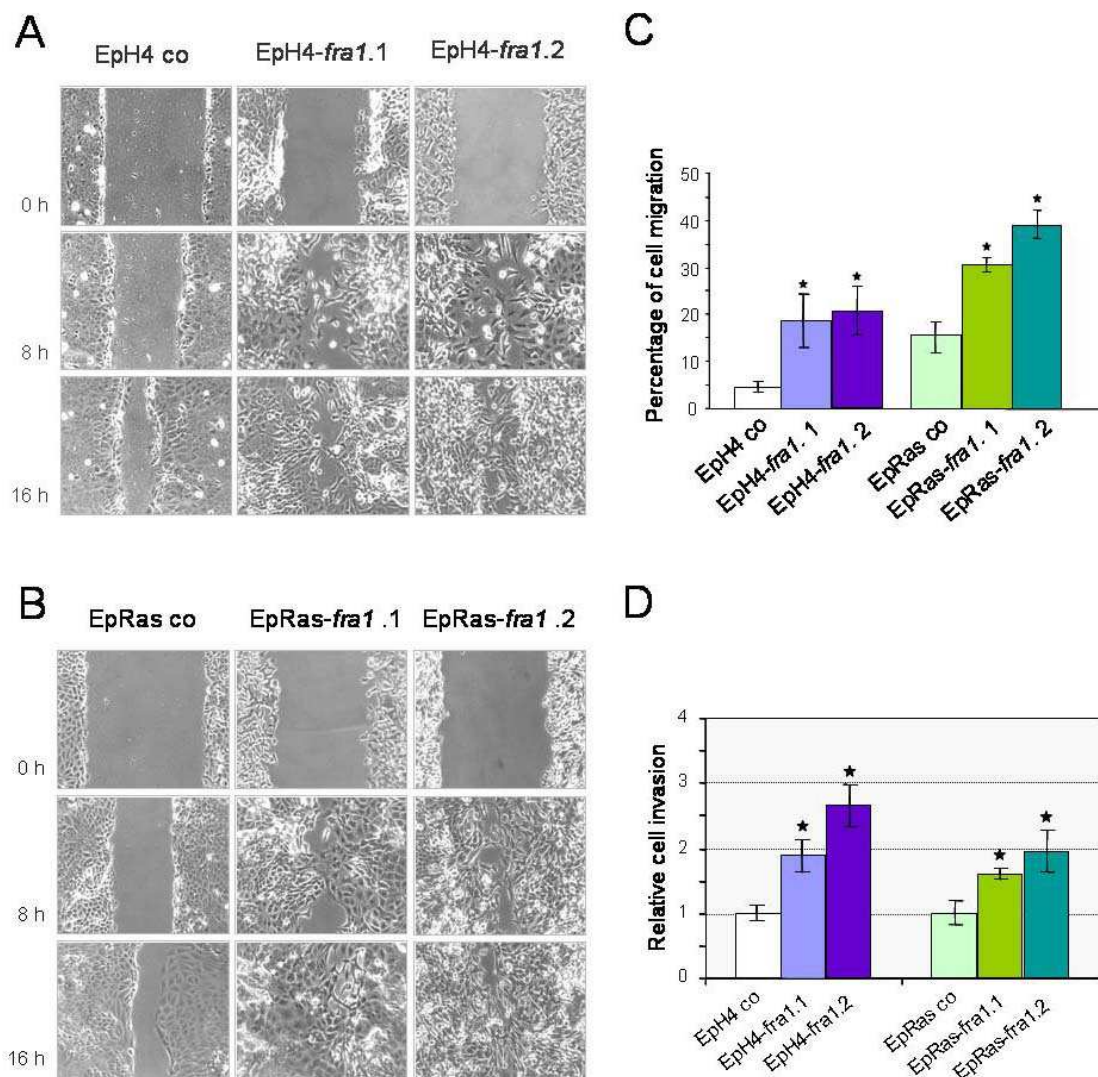 A
EpH4 co EpH4-fra1.1 EpH4-fra1.2
0 h
8 h
16 h
B
EpRas co EpRas-fra1 .1 EpRas-fra1 .2
0 h
8 h
16 h
C
Percentage of cell migration
50
40
30
20
10
0
EpH4 co
EpH4-fra1. 1
EpH4-fra1. 2
EpRas co
EpRas-fra1. 1
EpRas-fra1. 2
D
Relative cell invasion
4
3
2
1
0
EpH4 co
EpH4-fra1.1
EpH4-fra1.2
EpRas co
EpRas-fra1.1
EpRas-fra1.2